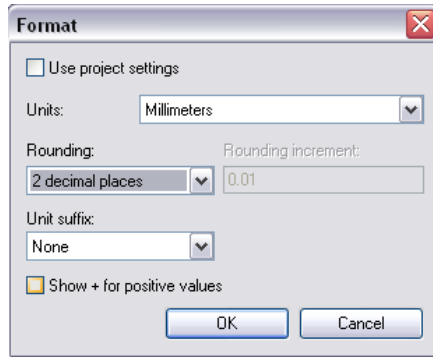 Format
Use project settings
Units: Millimeters
Rounding: Rounding increment:
2 decimal places 0.01
Unit suffix:
None
Show + for positive values
OK Cancel